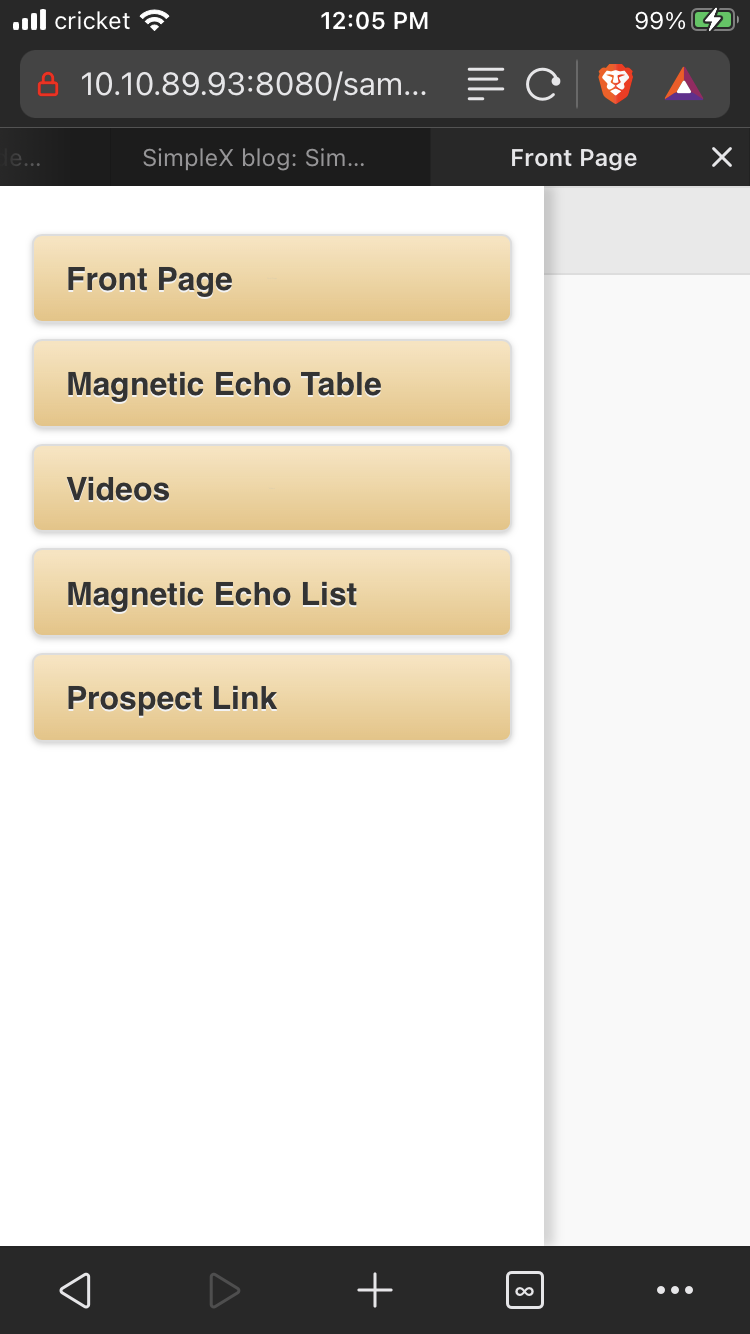 cricket 12:05 PM 99%
10.10.89.93:8080/sam...
le... SimpleX blog: Sim... Front Page
Front Page
Magnetic Echo Table
Videos
Magnetic Echo List
Prospect Link
∞